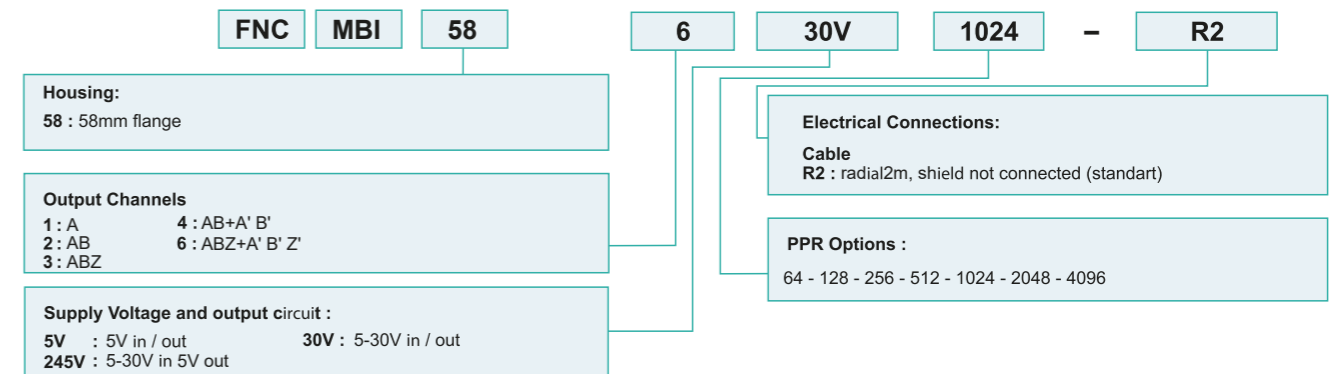 FNC MBI 58 6 30V 1024 – R2
Housing:
58 : 58mm flange
Output Channels
1 : A 4 : AB+A' B'
2 : AB 6 : ABZ+A' B' Z'
3 : ABZ
Supply Voltage and output circuit :
5V : 5V in / out 30V : 5-30V in / out
245V : 5-30V in 5V out
Electrical Connections:
Cable
R2 : radial2m, shield not connected (standart)
PPR Options :
64 - 128 - 256 - 512 - 1024 - 2048 - 4096